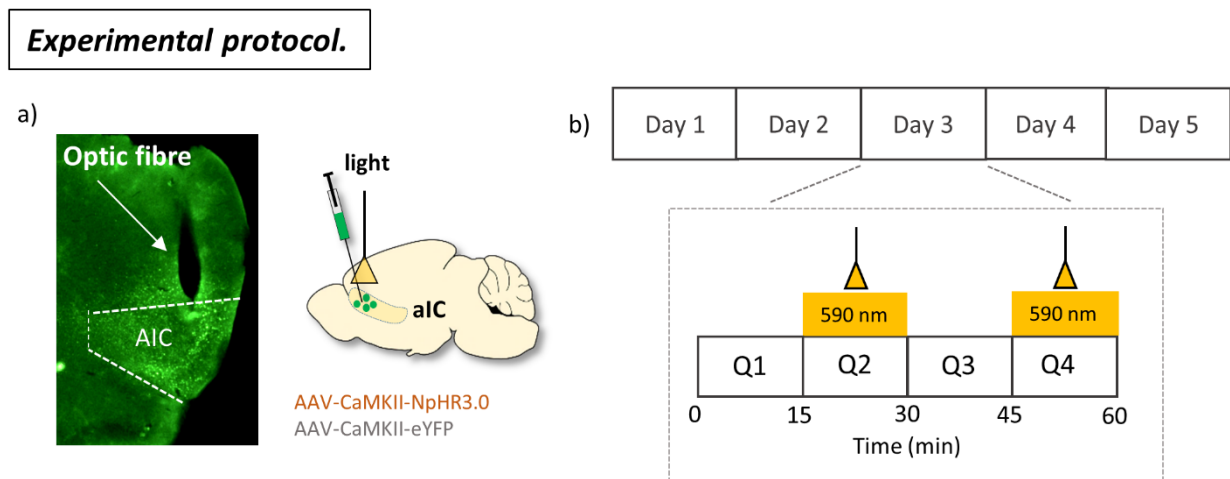 Experimental protocol.
a)
Optic fibre
AIC
light
aIC
AAV-CaMKII-NpHR3.0
AAV-CaMKII-eYFP
b)
Day 1 Day 2 Day 3 Day 4 Day 5
590 nm 590 nm
Q1 Q2 Q3 Q4
0 15 30 45 60
Time (min)